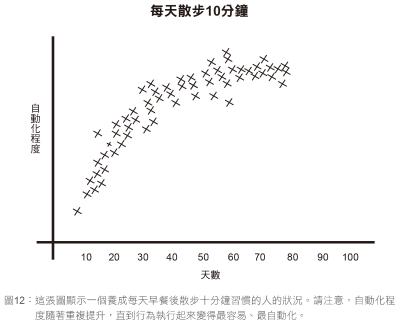 每天散步10分鐘
自動化程度
10 20 30 40 50 60 70 80 90 100
天數
圖12：這張圖顯示一個養成每天早餐後散步十分鐘習慣的人的狀況。請注意，自動化程
度隨著重複提升，直到行為執行起來變得最容易、最自動化。